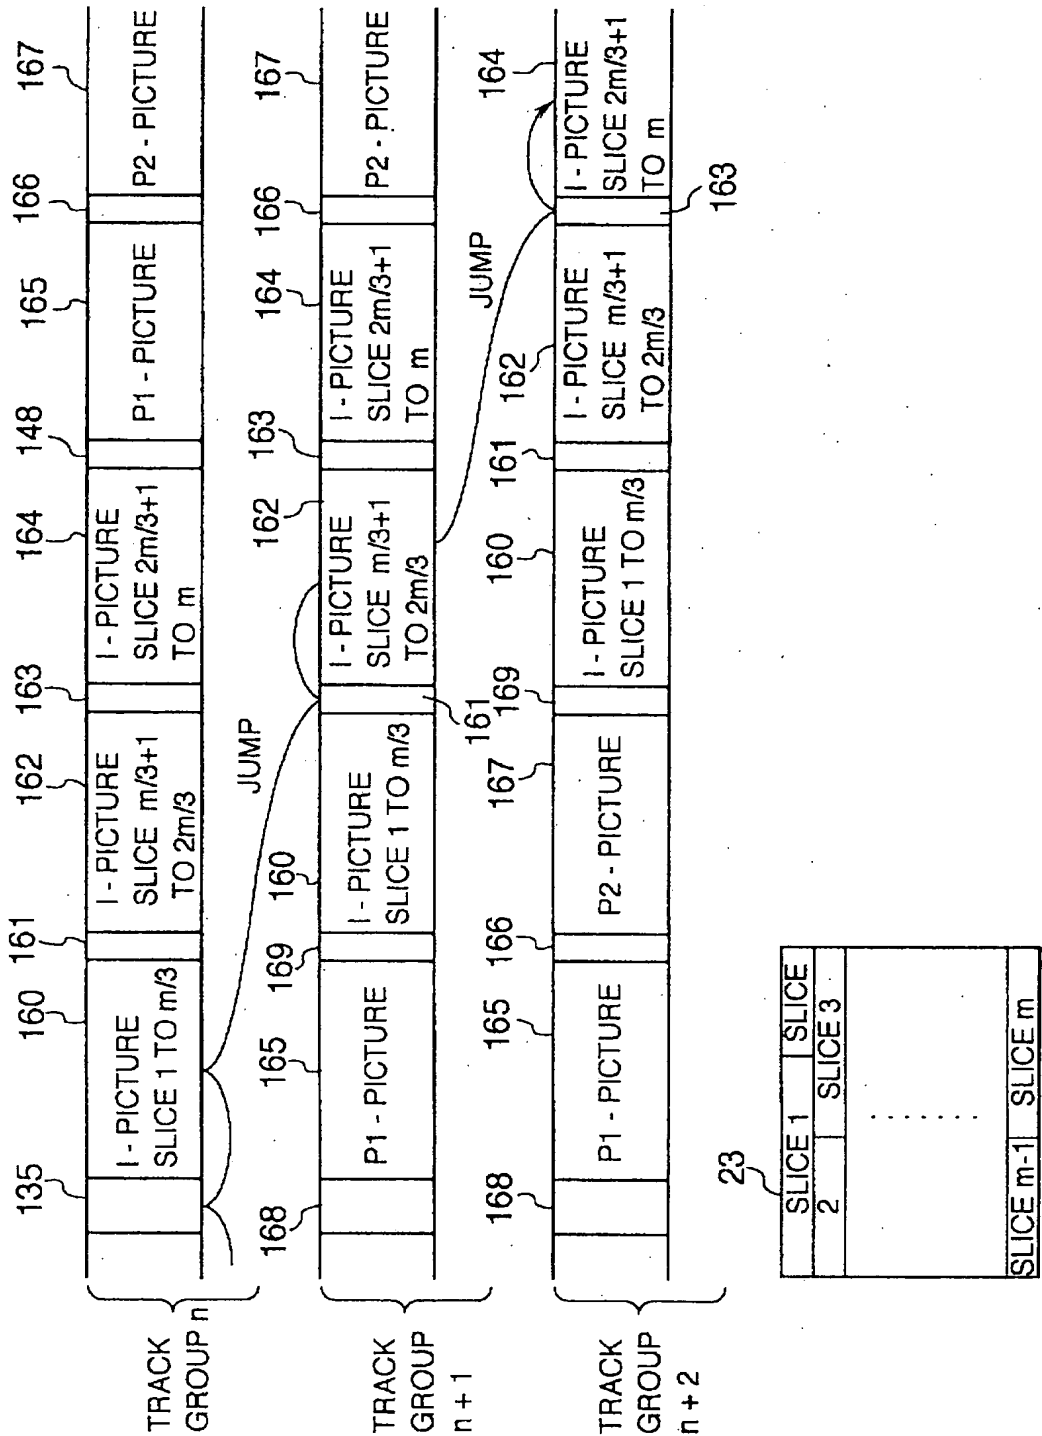 135
160
161
162
163
164
148
165
166
167
TRACK
GROUP n
I - PICTURE
SLICE 1 TO m/3
I - PICTURE
SLICE m/3+1
TO 2m/3
I - PICTURE
SLICE 2m/3+1
TO m
P1 - PICTURE
P2 - PICTURE
JUMP
168
165
169
160
161
162
163
164
166
167
TRACK
GROUP
n + 1
P1 - PICTURE
I - PICTURE
SLICE 1 TO m/3
I - PICTURE
SLICE m/3+1
TO 2m/3
I - PICTURE
SLICE 2m/3+1
TO m
P2 - PICTURE
JUMP
168
165
166
167
169
160
161
162
163
164
TRACK
GROUP
n + 2
P1 - PICTURE
P2 - PICTURE
I - PICTURE
SLICE 1 TO m/3
I - PICTURE
SLICE m/3+1
TO 2m/3
I - PICTURE
SLICE 2m/3+1
TO m
23
SLICE 1 SLICE
2 SLICE 3
SLICE m-1 SLICE m